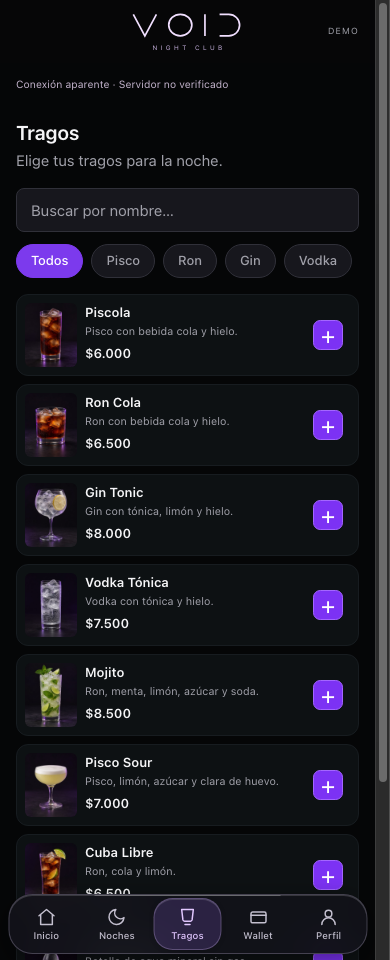 VOID
NIGHT CLUB
DEMO
Conexión aparente · Servidor no verificado
Tragos
Elige tus tragos para la noche.
Buscar por nombre...
Todos Pisco Ron Gin Vodka
Piscola
Pisco con bebida cola y hielo.
$6.000
Ron Cola
Ron con bebida cola y hielo.
$6.500
Gin Tonic
Gin con tónica, limón y hielo.
$8.000
Vodka Tónica
Vodka con tónica y hielo.
$7.500
Mojito
Ron, menta, limón, azúcar y soda.
$8.500
Pisco Sour
Pisco, limón, azúcar y clara de huevo.
$7.000
Cuba Libre
Ron, cola y limón.
$6.500
Inicio Noches Tragos Wallet Perfil